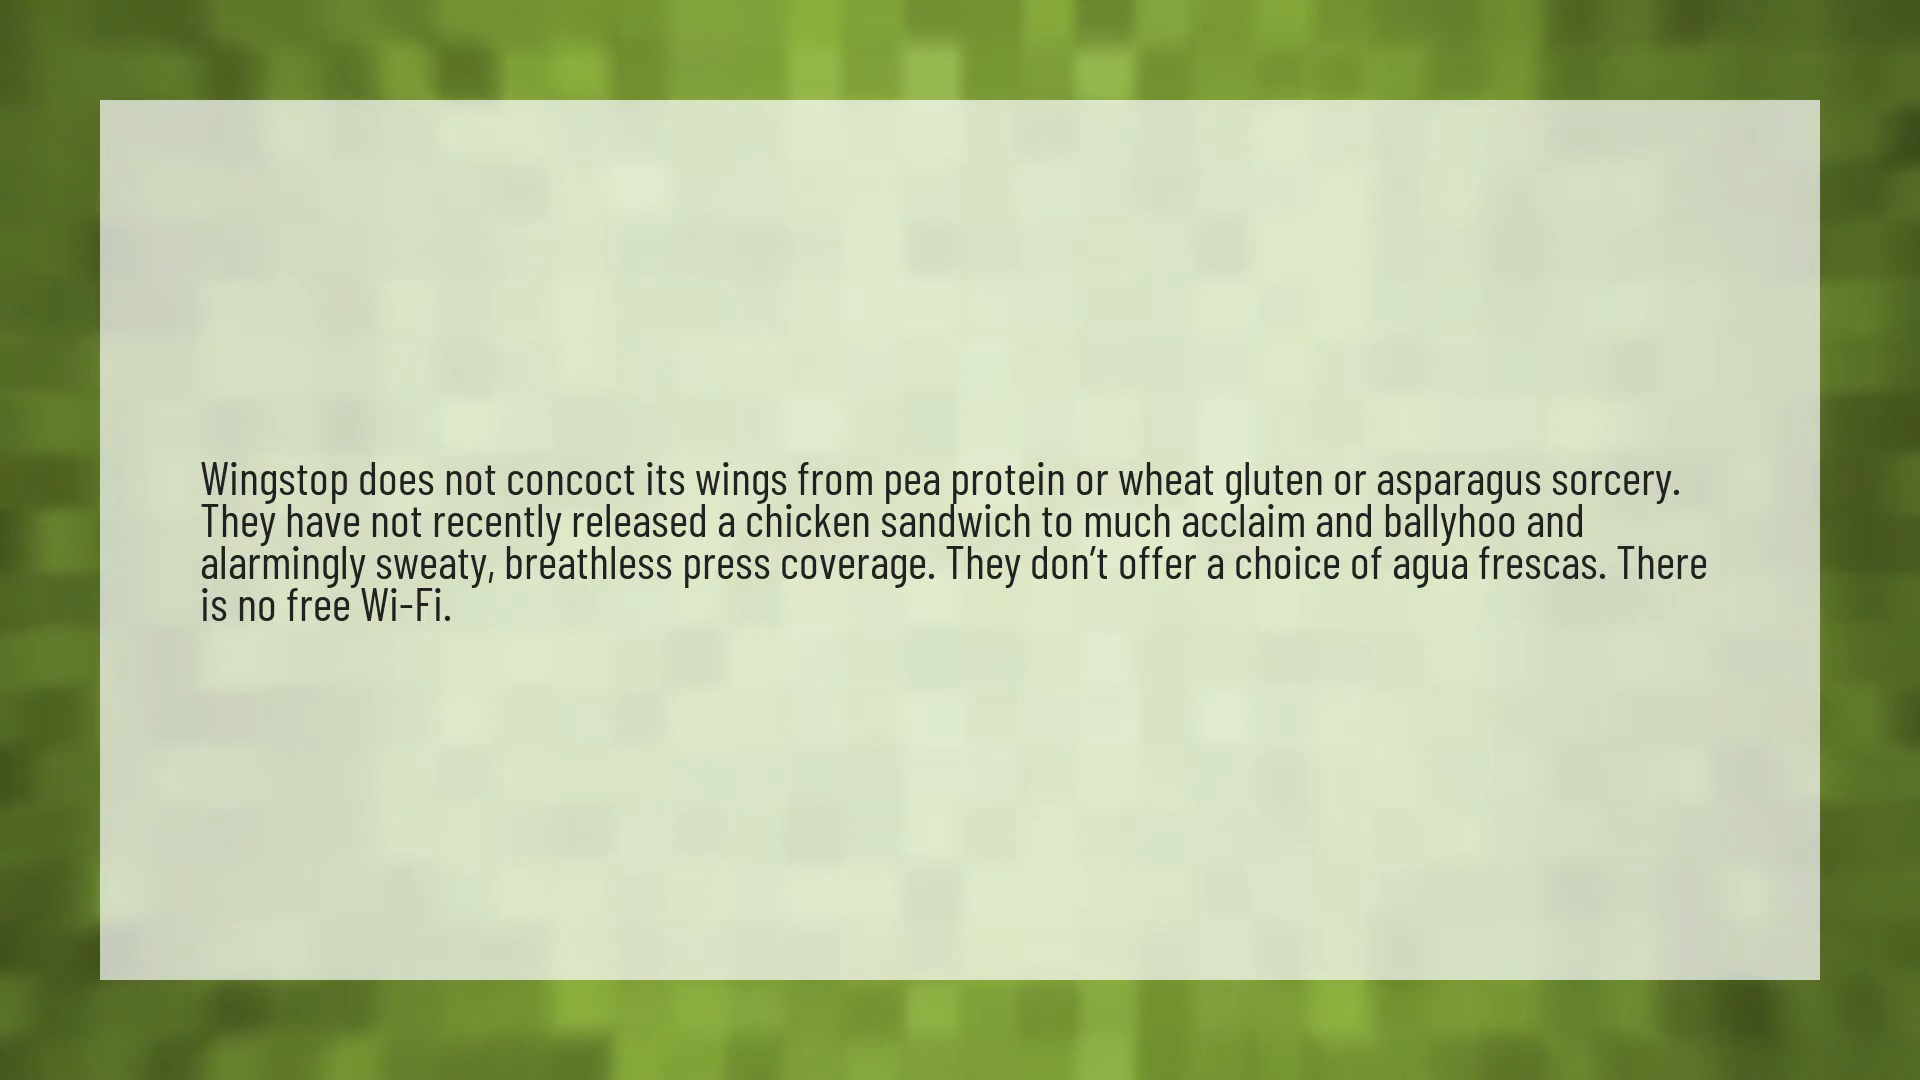 Wingstop does not concoct its wings from pea protein or wheat gluten or asparagus sorcery.
They have not recently released a chicken sandwich to much acclaim and ballyhoo and
alarmingly sweaty, breathless press coverage. They don’t offer a choice of agua frescas. There
is no free Wi-Fi.